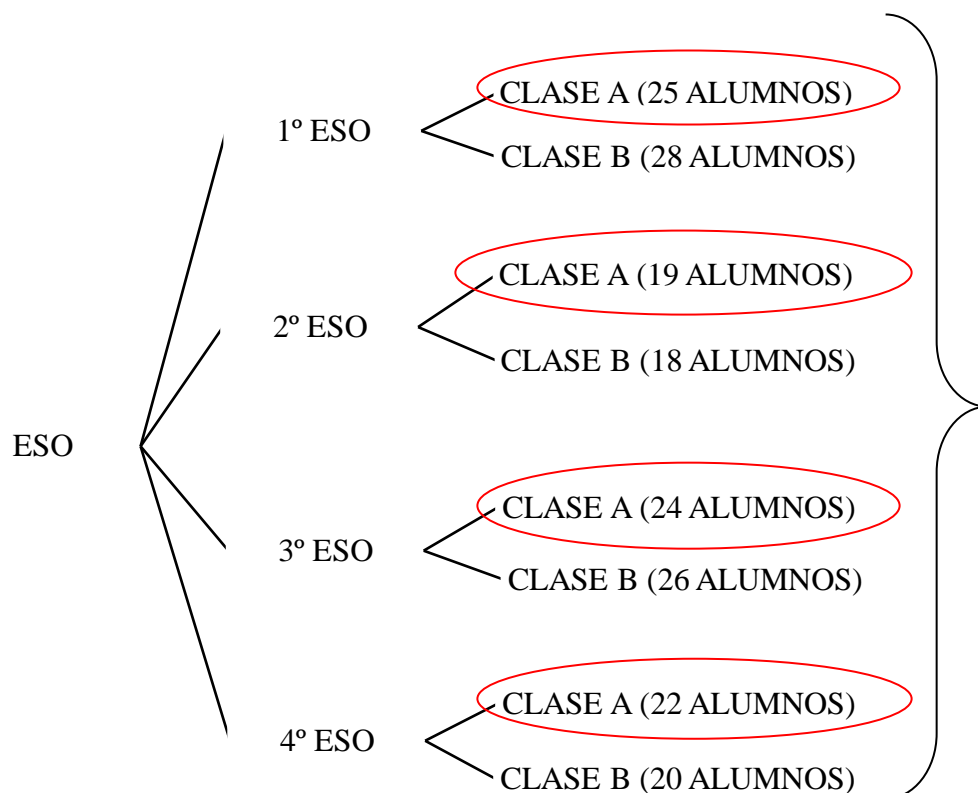 CLASE A (25 ALUMNOS)
1º ESO
CLASE B (28 ALUMNOS)
CLASE A (19 ALUMNOS)
2º ESO
CLASE B (18 ALUMNOS)
ESO
CLASE A (24 ALUMNOS)
3º ESO
CLASE B (26 ALUMNOS)
CLASE A (22 ALUMNOS)
4º ESO
CLASE B (20 ALUMNOS)